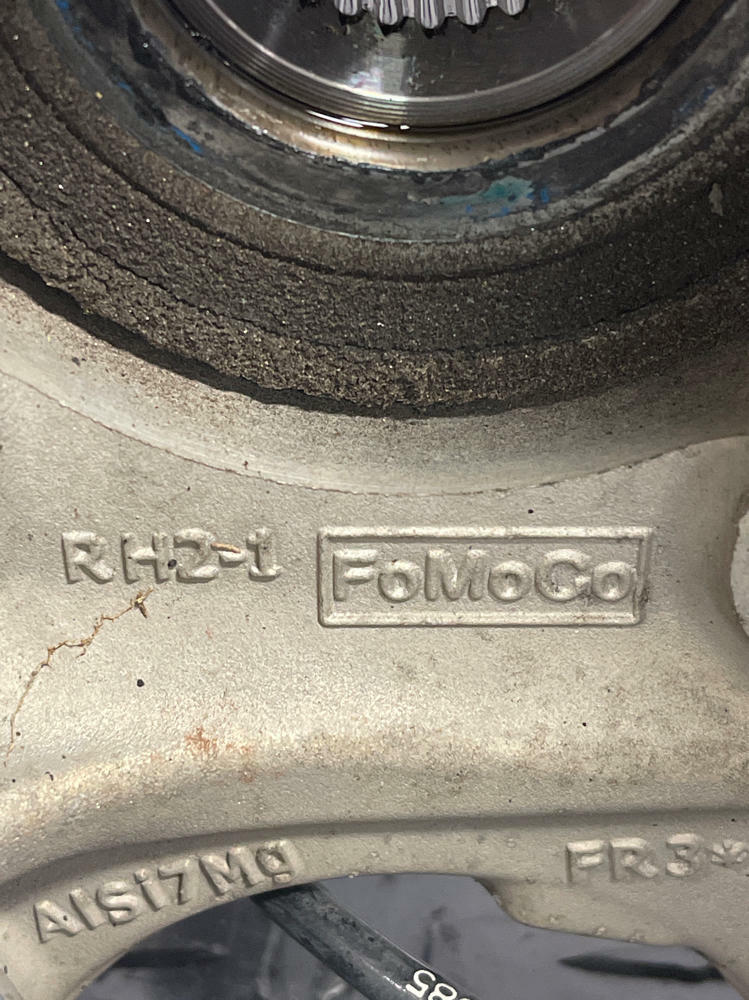 RH2-1 FoMoCo
AlSi7Mg
FR3*